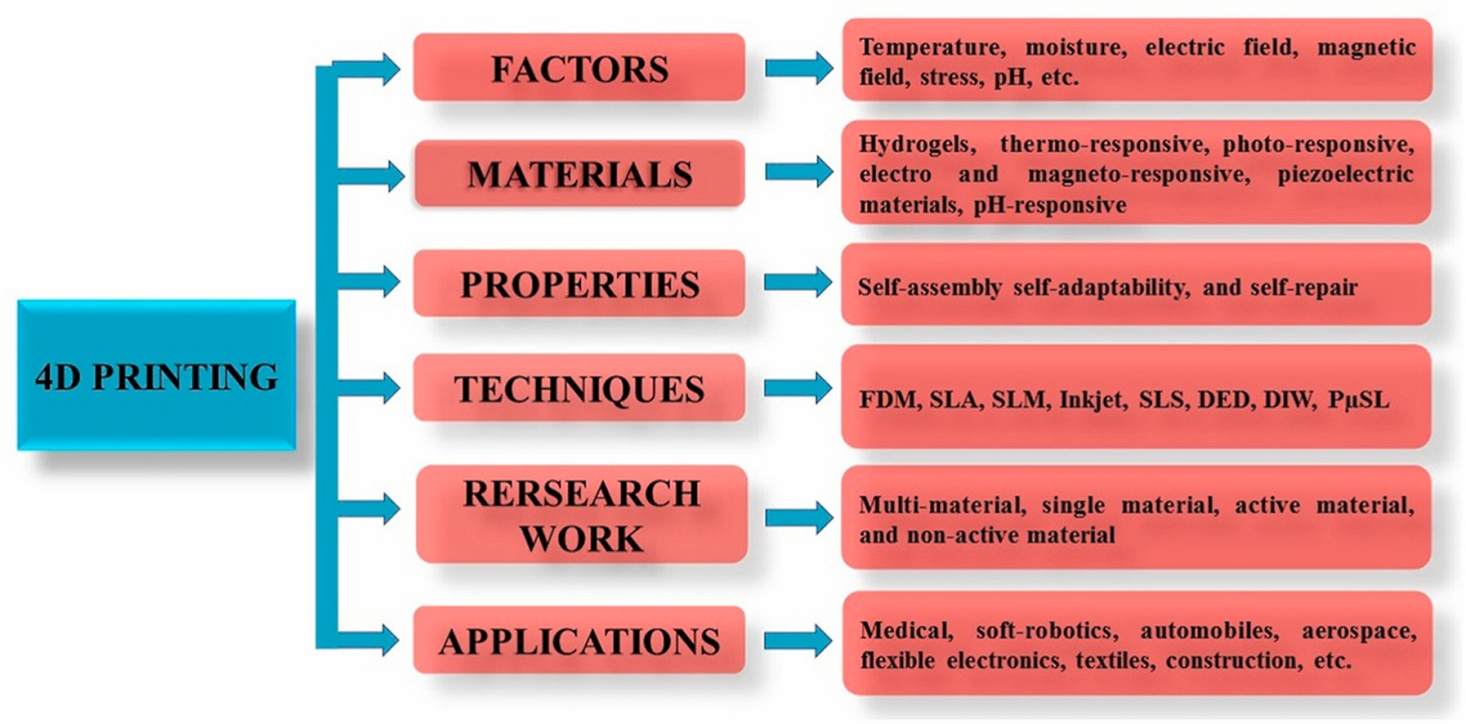 4D PRINTING
FACTORS
Temperature, moisture, electric field, magnetic
field, stress, pH, etc.
MATERIALS
Hydrogels, thermo-responsive, photo-responsive,
electro and magneto-responsive, piezoelectric
materials, pH-responsive
PROPERTIES
Self-assembly self-adaptability, and self-repair
TECHNIQUES
FDM, SLA, SLM, Inkjet, SLS, DED, DIW, PμSL
RERSEARCH
WORK
Multi-material, single material, active material,
and non-active material
APPLICATIONS
Medical, soft-robotics, automobiles, aerospace,
flexible electronics, textiles, construction, etc.